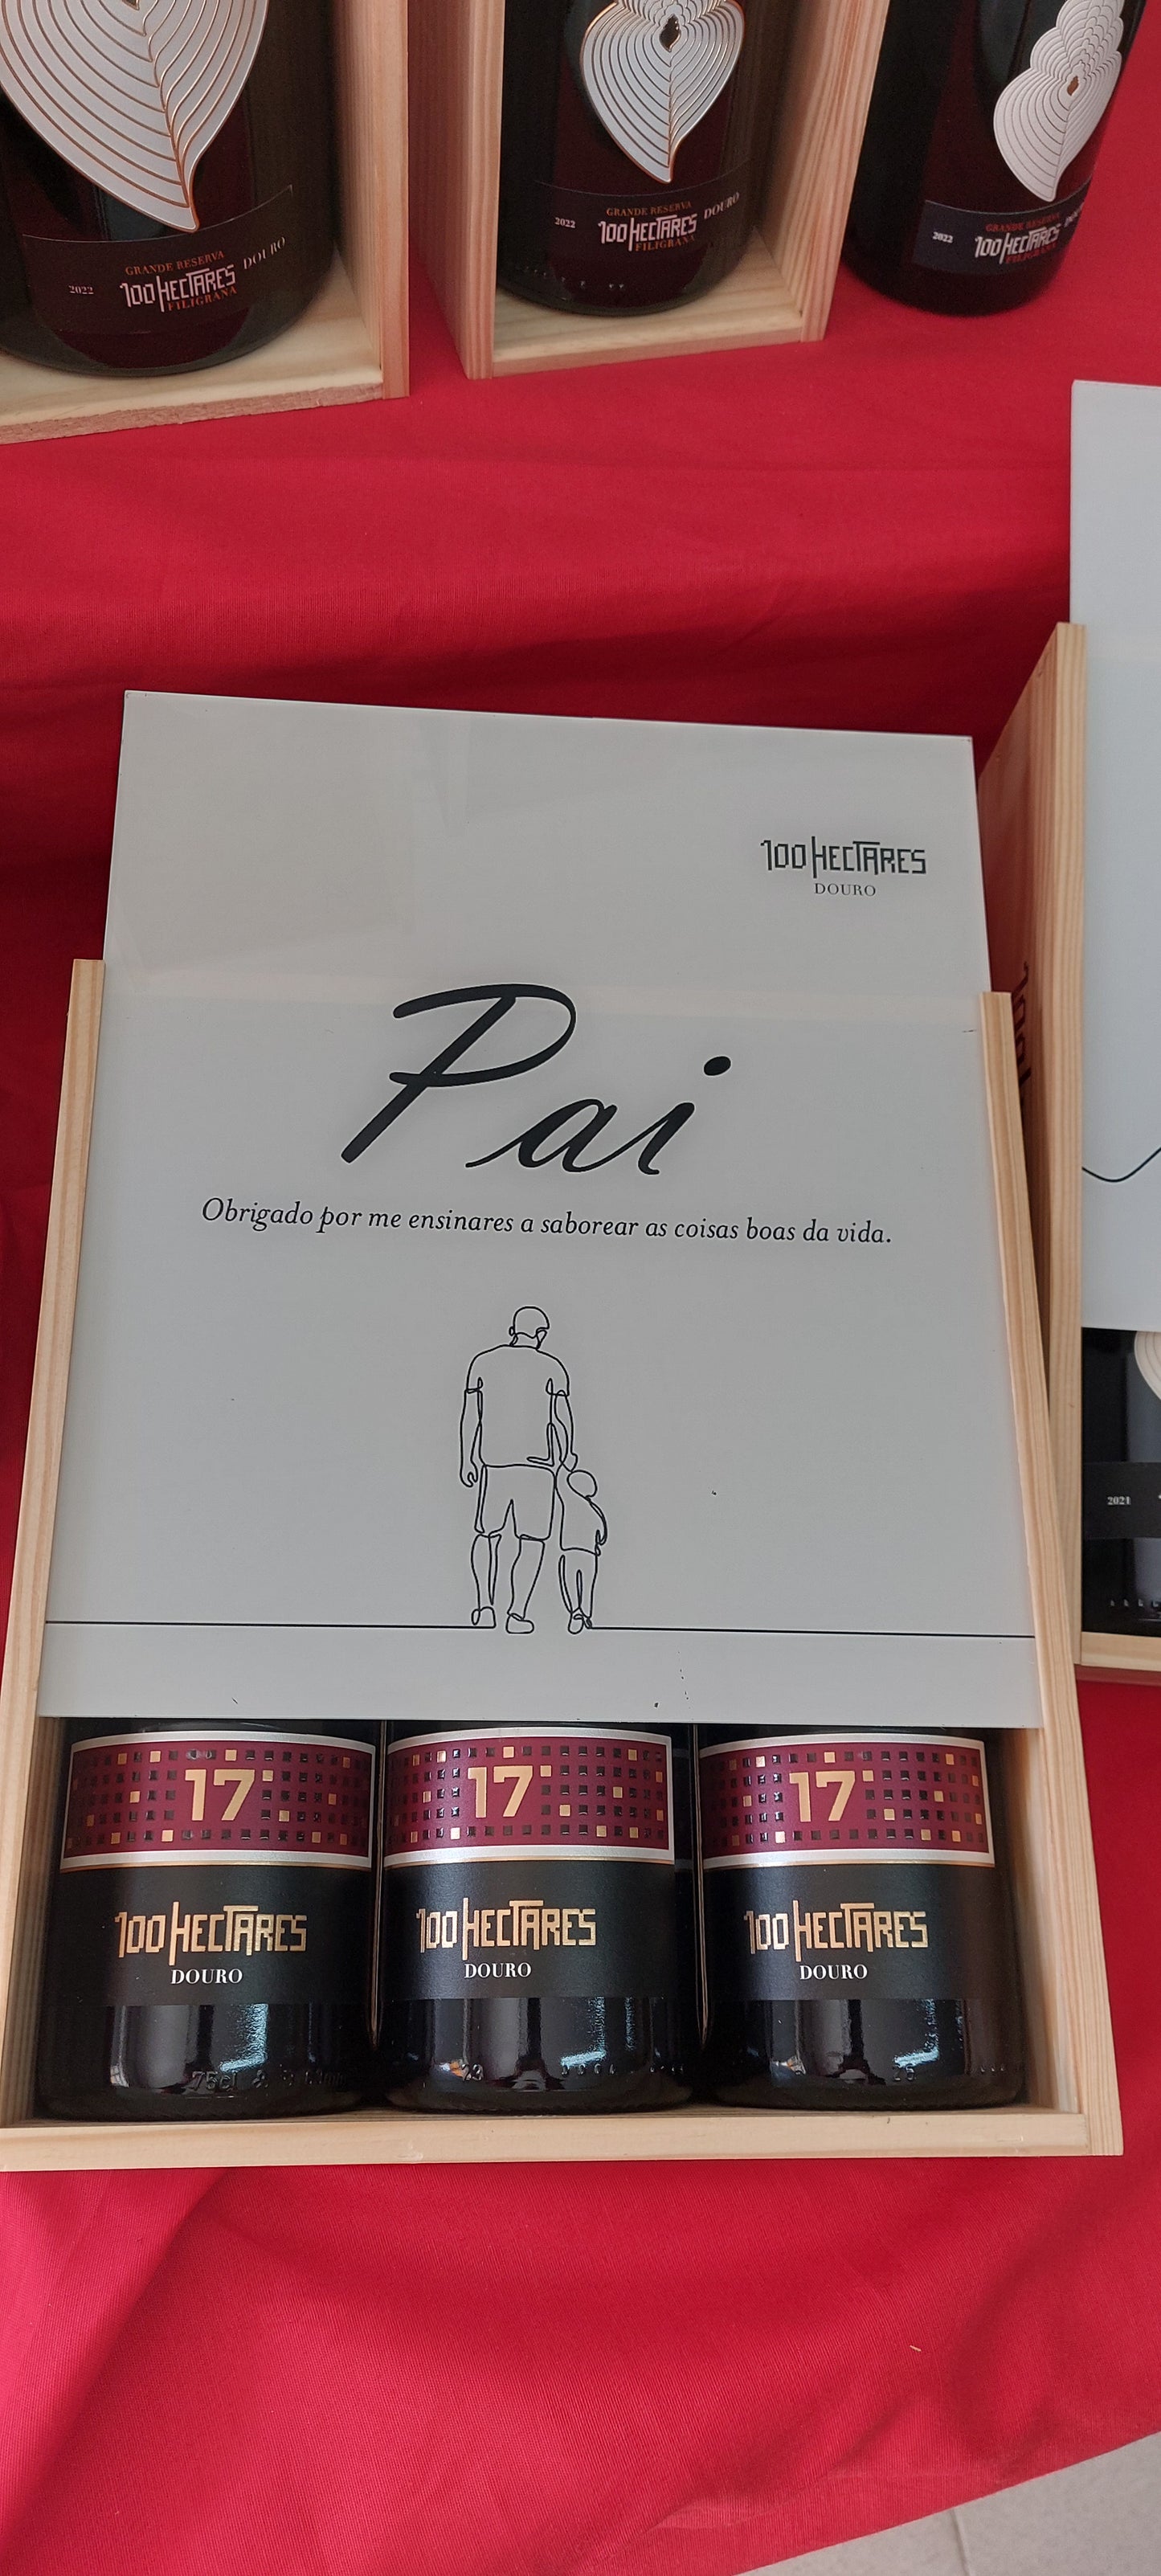 GRANDE RESERVA
2022 100 HECTARES DOURO
FILIGRANA
GRANDE RESERVA
2022 100 HECTARES DOURO
FILIGRANA
GRANDE RESERVA
2022 100 HECTARES
FILIGRANA
100 HECTARES
DOURO
Pai
Obrigado por me ensinares a saborear as coisas boas da vida.
2021
17
100 HECTARES
DOURO
75cl
17
100 HECTARES
DOURO
17
100 HECTARES
DOURO